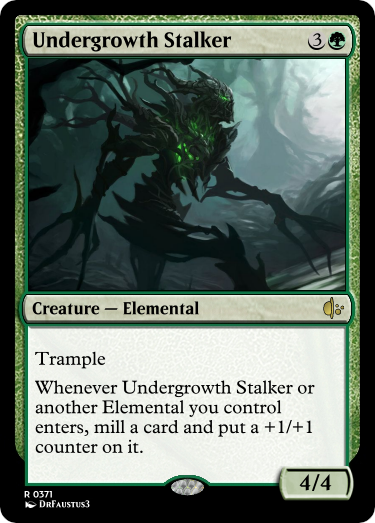 Undergrowth Stalker 3
Creature — Elemental
Trample
Whenever Undergrowth Stalker or
another Elemental you control
enters, mill a card and put a +1/+1
counter on it.
4/4
R 0371
DrFaustus3